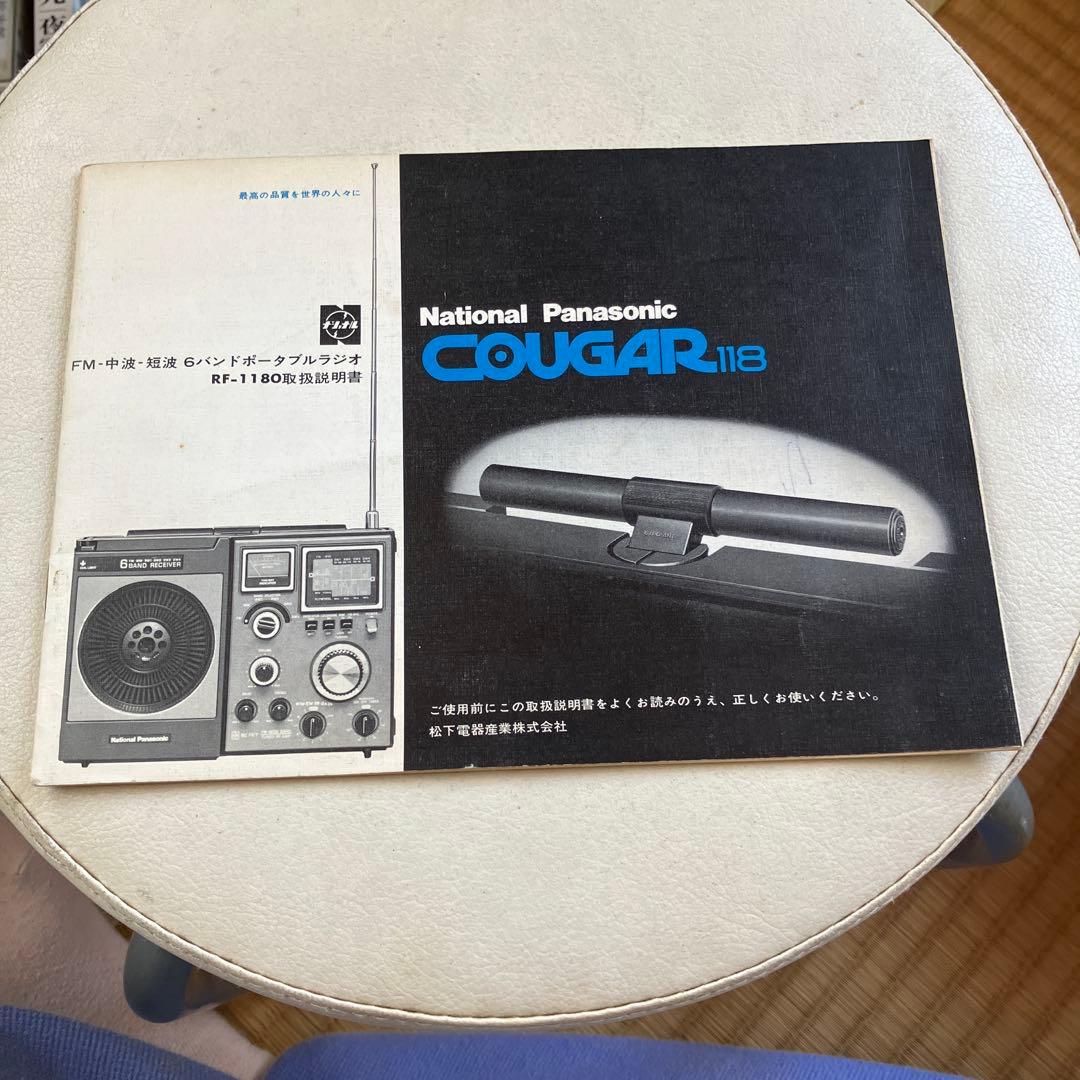 最高の品質を世界の人々に
ナショナル
FM-中波-短波 6バンドポータブルラジオ
RF-1180取扱説明書
National Panasonic
COUGAR118
6 BAND RECEIVER
National Panasonic
ご使用前にこの取扱説明書をよくお読みのうえ、正しくお使いください。
松下電器産業株式会社